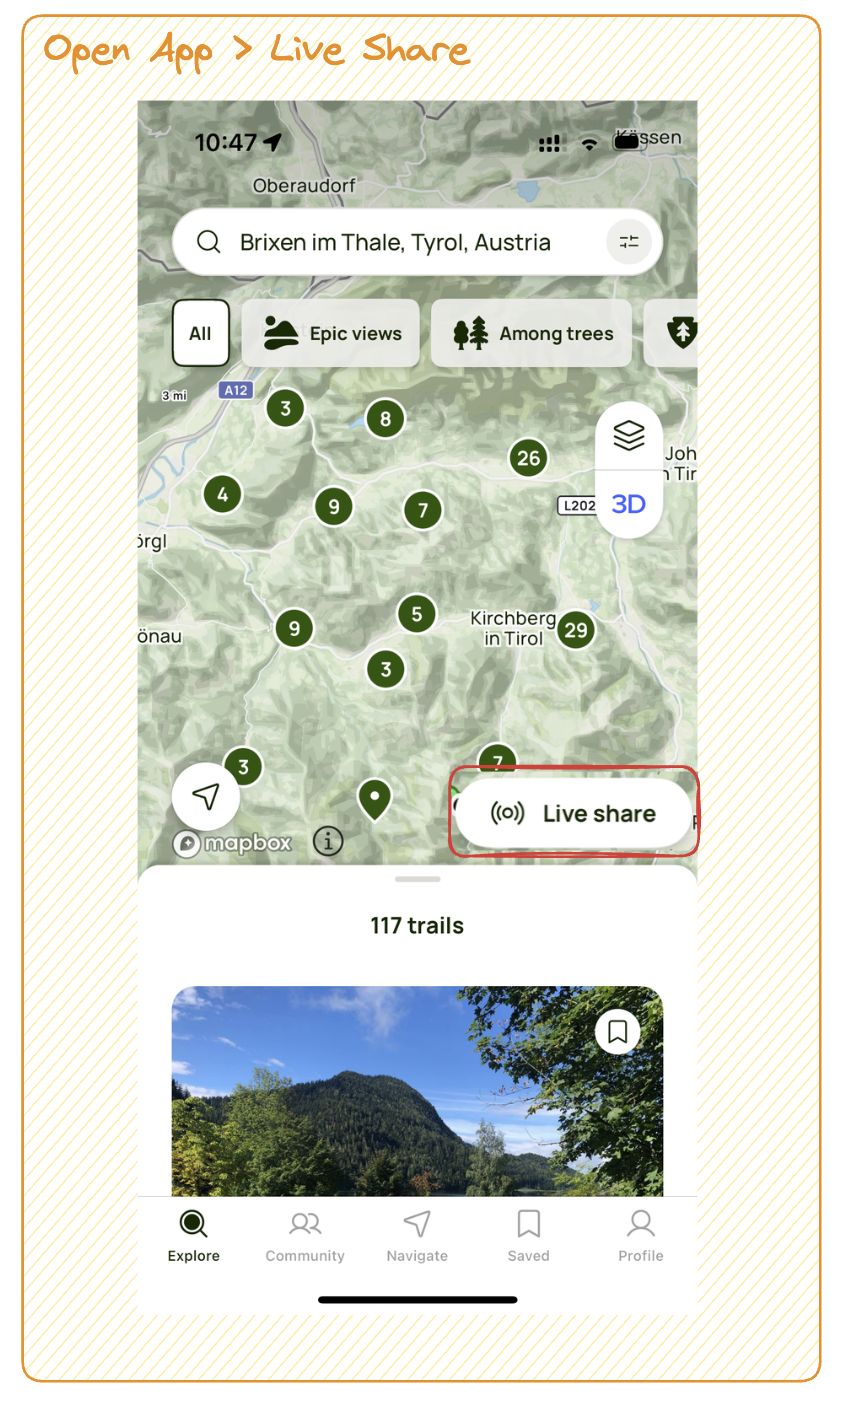 Open App > Live Share
10:47
Kössen
Oberaudorf
Brixen im Thale, Tyrol, Austria
All
Epic views
Among trees
3 mi
A12
3
8
26
Joh
n Tir
4
9
7
L202
3D
örgl
5
Kirchberg
in Tirol
29
9
önau
3
3
7
Live share
mapbox
i
117 trails
Explore
Community
Navigate
Saved
Profile